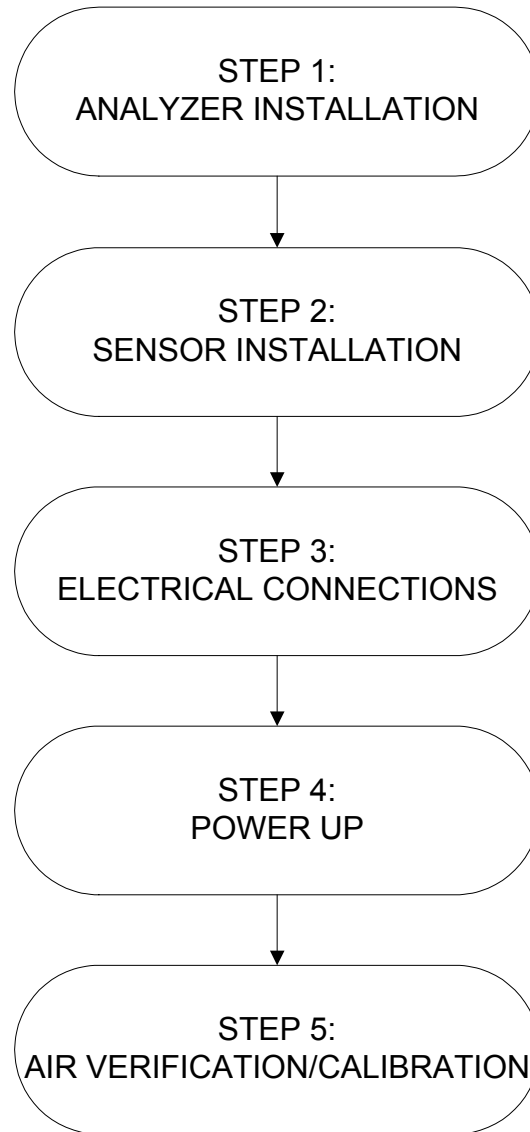 STEP 1:
ANALYZER INSTALLATION
STEP 2:
SENSOR INSTALLATION
STEP 3:
ELECTRICAL CONNECTIONS
STEP 4:
POWER UP
STEP 5:
AIR VERIFICATION/CALIBRATION